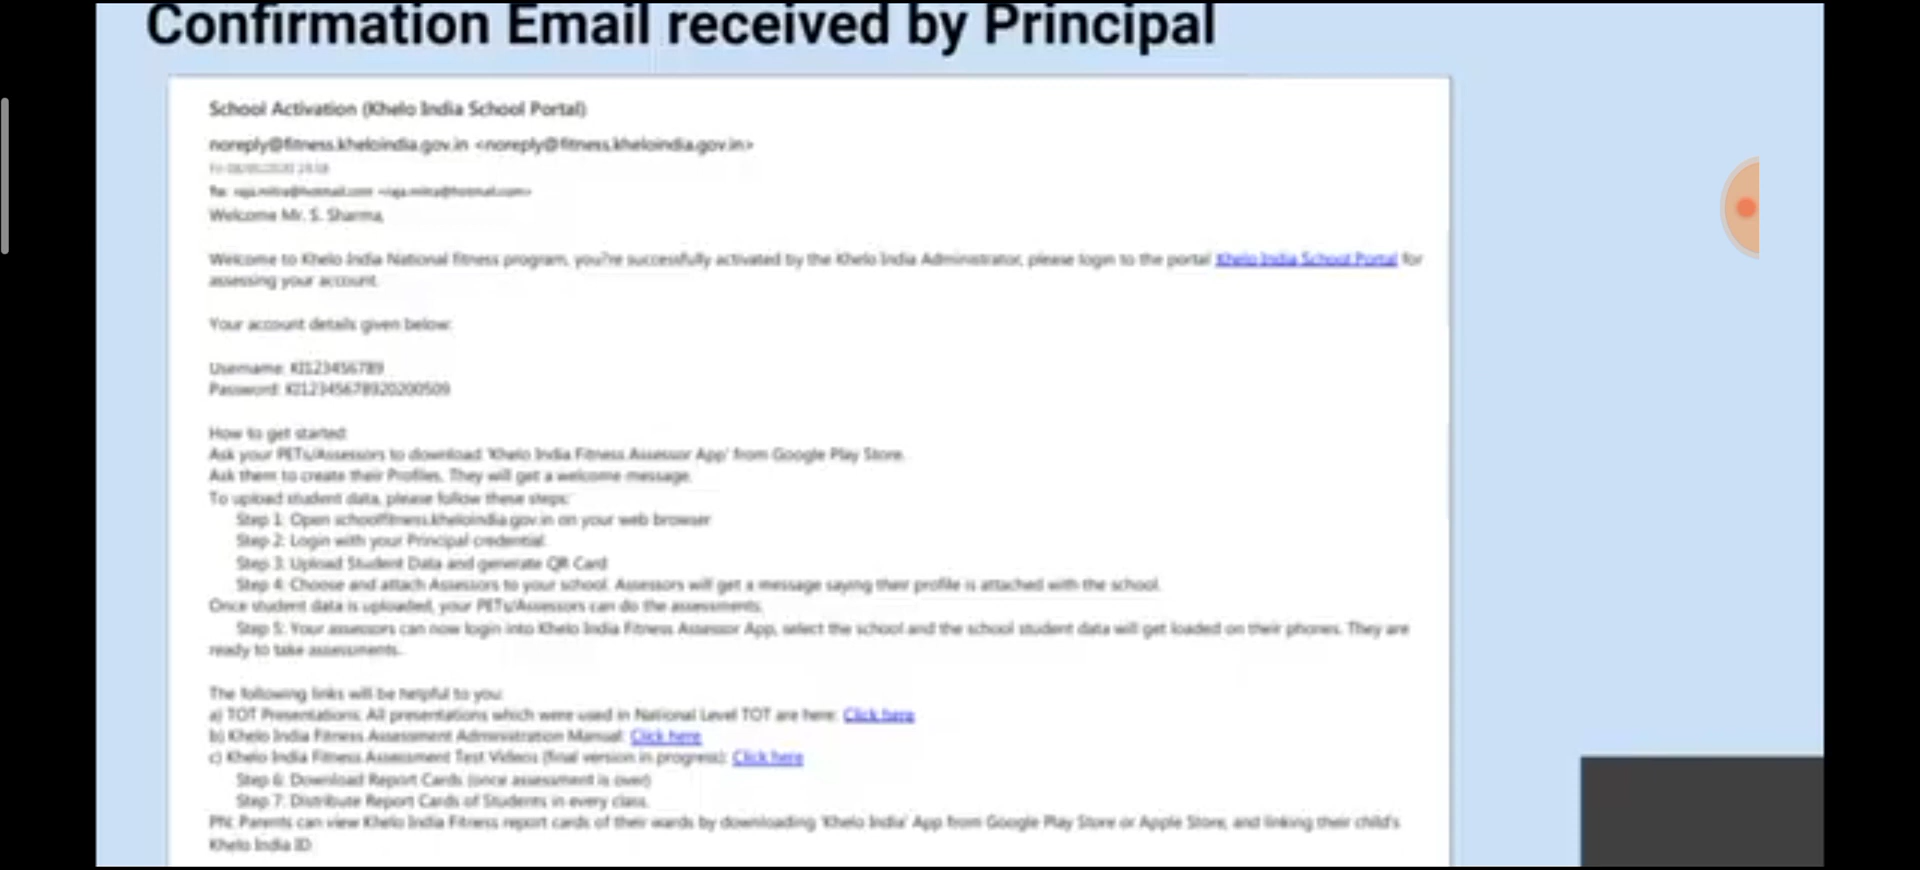 Confirmation Email received by Principal
School Activation (Khelo India School Portal)
noreply@fitness.kheloindia.gov.in <noreply@fitness.kheloindia.gov.in>
To:
Welcome Mr. S. Sharma,
Welcome to Khelo India National fitness program, you?re successfully activated by the Khelo India Administrator, please login to the portal Khelo India School Portal for
assessing your account.
Your account details given below:
Username: KI123456789
Password: KI12345678920200509
How to get started:
Ask your PETs/Assessors to download 'Khelo India Fitness Assessor App' from Google Play Store.
Ask them to create their Profiles. They will get a welcome message.
To upload student data, please follow these steps:
Step 1: Open schoolfitness.kheloindia.gov.in on your web browser
Step 2: Login with your Principal credential.
Step 3: Upload Student Data and generate QR Card
Step 4: Choose and attach Assessors to your school. Assessors will get a message saying their profile is attached with the school.
Once student data is uploaded, your PETs/Assessors can do the assessments.
Step 5: Your assessors can now login into Khelo India Fitness Assessor App, select the school and the school student data will get loaded on their phones. They are
ready to take assessments.
The following links will be helpful to you:
a) TOT Presentations: All presentations which were used in National Level TOT are here: Click here
b) Khelo India Fitness Assessment Administration Manual: Click here
c) Khelo India Fitness Assessment Test Videos (final version in progress): Click here
Step 6: Download Report Cards (once assessment is over)
Step 7: Distribute Report Cards of Students in every class.
PN: Parents can view Khelo India Fitness report cards of their wards by downloading 'Khelo India' App from Google Play Store or Apple Store, and linking their child's
Khelo India ID